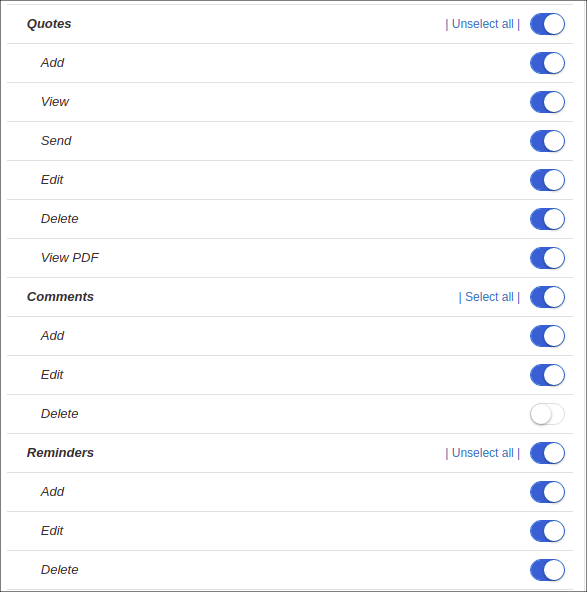 Quotes | Unselect all |
Add
View
Send
Edit
Delete
View PDF
Comments | Select all |
Add
Edit
Delete
Reminders | Unselect all |
Add
Edit
Delete